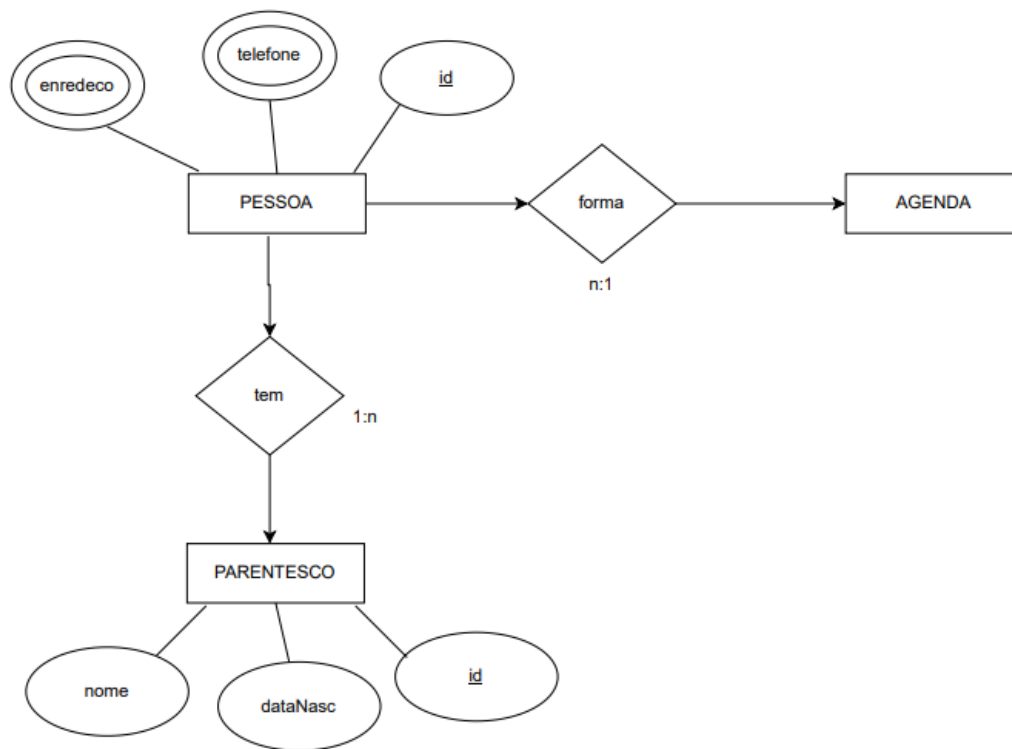 enredeco
telefone
id
PESSOA
forma
AGENDA
n:1
tem
1:n
PARENTESCO
nome
dataNasc
id